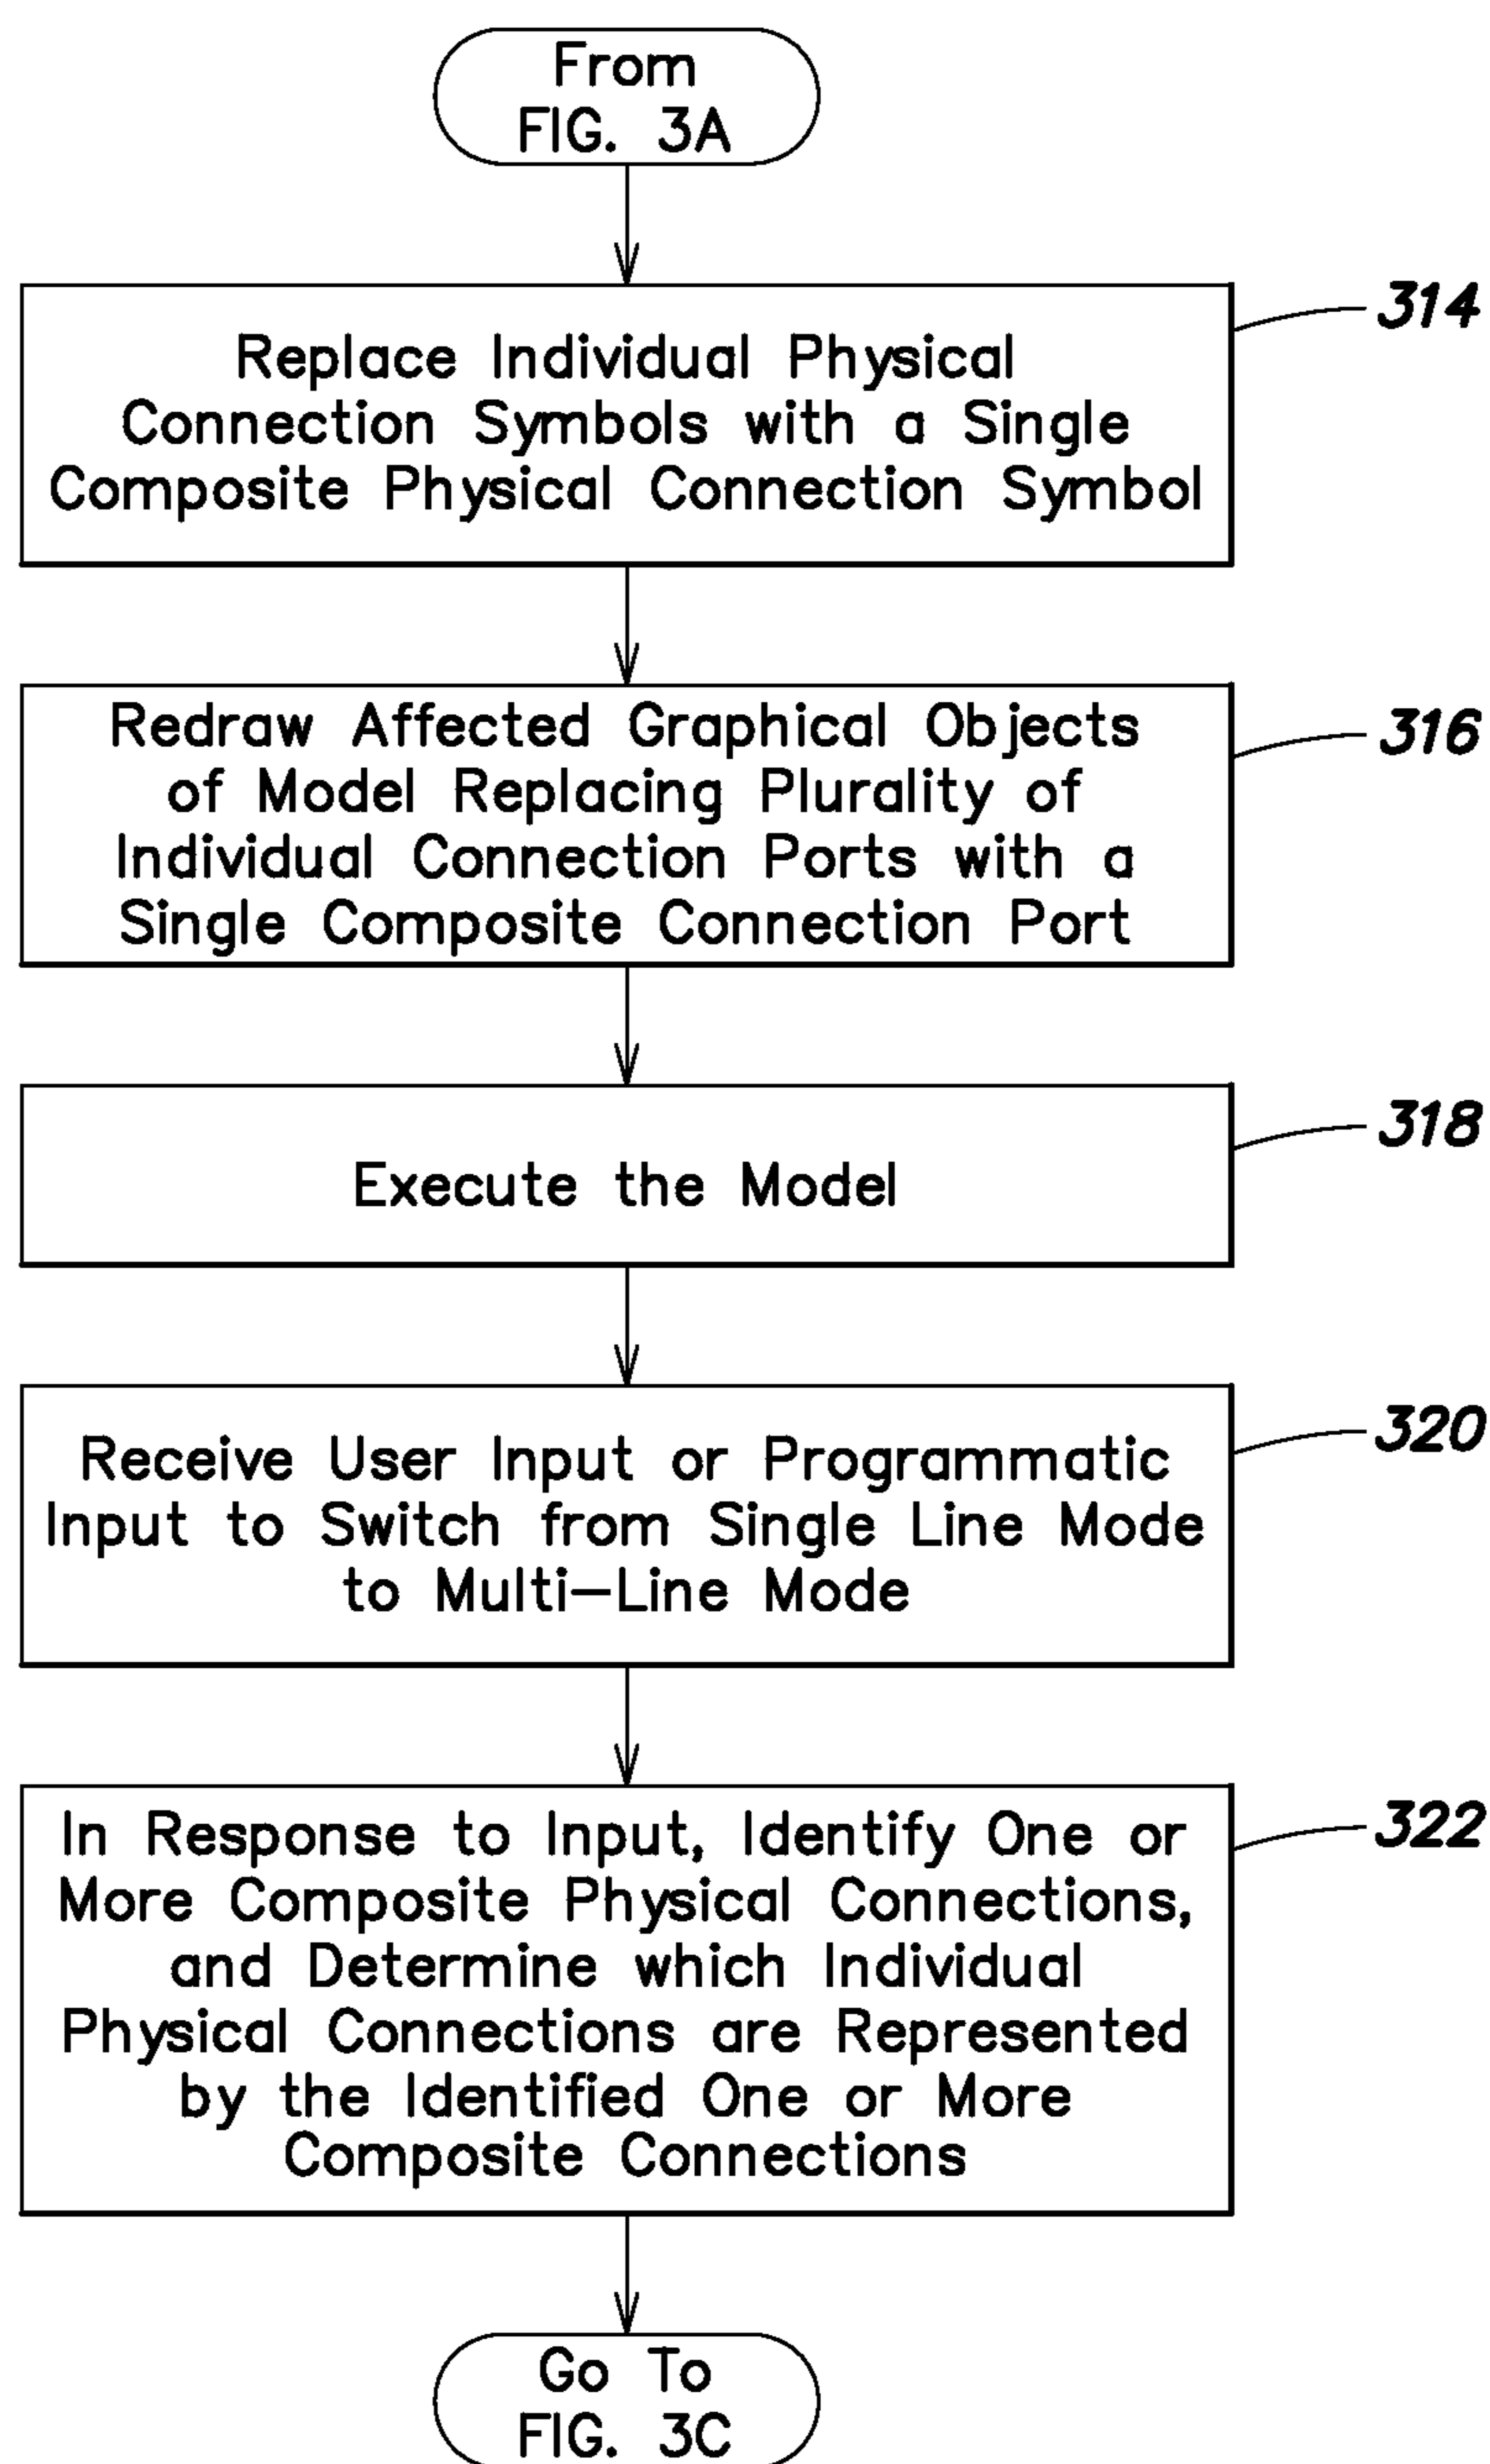 From
FIG. 3A
314
Replace Individual Physical
Connection Symbols with a Single
Composite Physical Connection Symbol
316
Redraw Affected Graphical Objects
of Model Replacing Plurality of
Individual Connection Ports with a
Single Composite Connection Port
318
Execute the Model
320
Receive User Input or Programmatic
Input to Switch from Single Line Mode
to Multi-Line Mode
322
In Response to Input, Identify One or
More Composite Physical Connections,
and Determine which Individual
Physical Connections are Represented
by the Identified One or More
Composite Connections
Go To
FIG. 3C